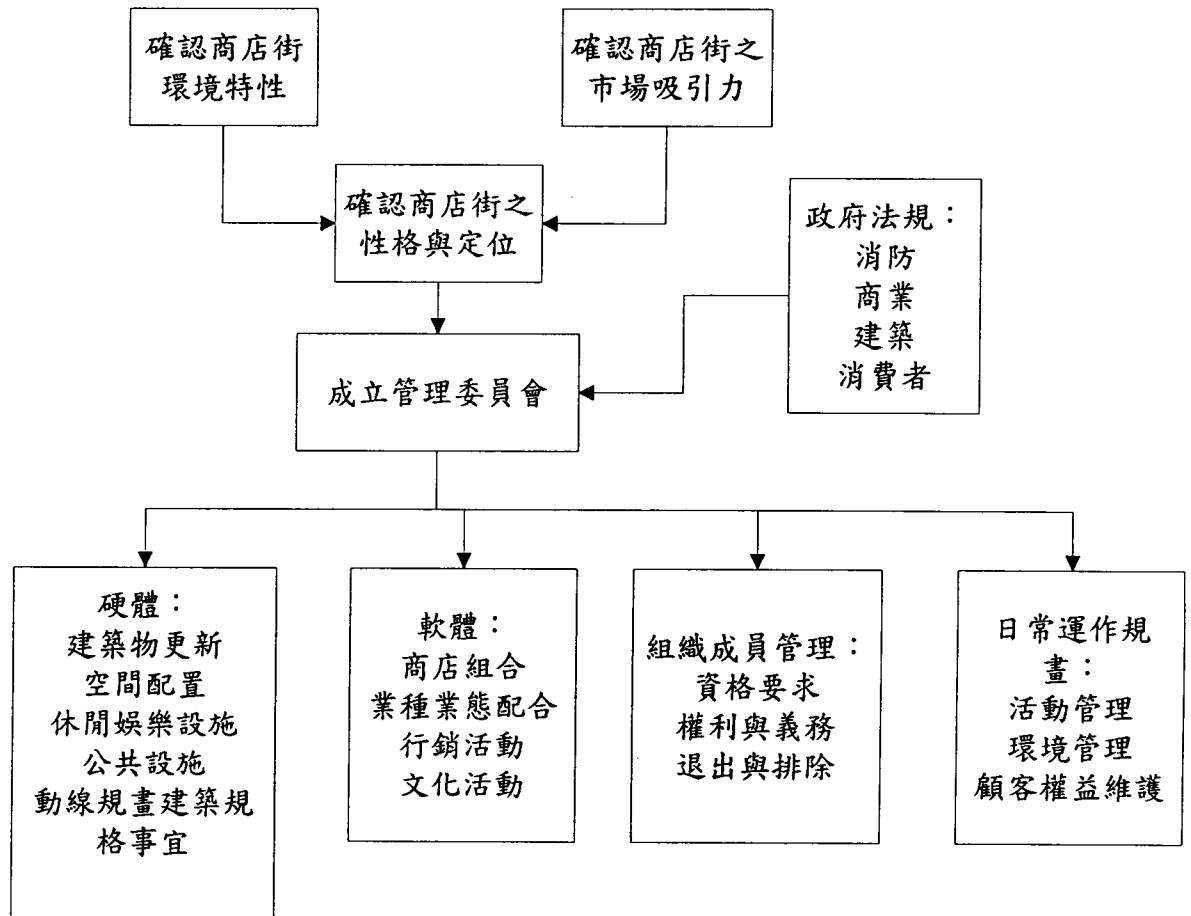 確認商店街
環境特性
確認商店街之
市場吸引力
確認商店街之
性格與定位
政府法規：
消防
商業
建築
消費者
成立管理委員會
硬體：
建築物更新
空間配置
休閒娛樂設施
公共設施
動線規畫建築規
格事宜
軟體：
商店組合
業種業態配合
行銷活動
文化活動
組織成員管理：
資格要求
權利與義務
退出與排除
日常運作規
畫：
活動管理
環境管理
顧客權益維護